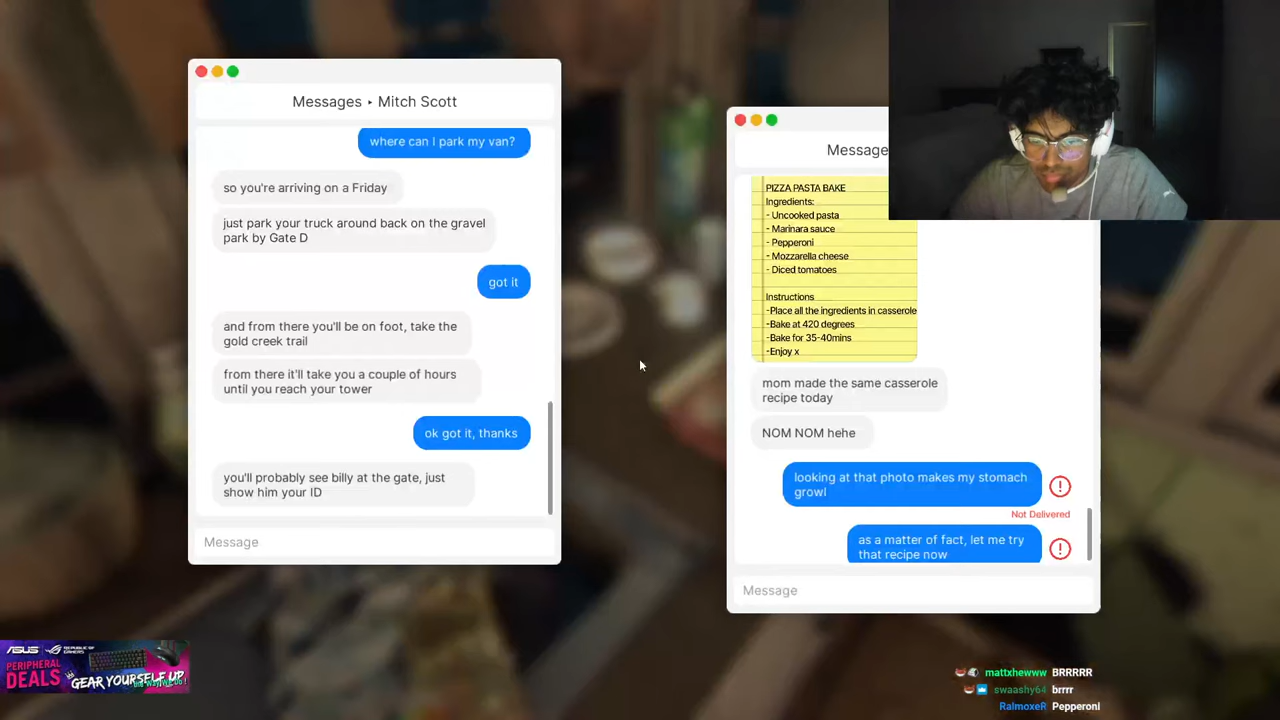 Messages ▸ Mitch Scott
where can I park my van?
so you're arriving on a Friday
just park your truck around back on the gravel
park by Gate D
got it
and from there you'll be on foot, take the
gold creek trail
from there it'll take you a couple of hours
until you reach your tower
ok got it, thanks
you'll probably see billy at the gate, just
show him your ID
Message
Message
PIZZA PASTA BAKE
Ingredients:
- Uncooked pasta
- Marinara sauce
- Pepperoni
- Mozzarella cheese
- Diced tomatoes
Instructions
-Place all the ingredients in casserole
-Bake at 420 degrees
-Bake for 35-40mins
-Enjoy x
mom made the same casserole
recipe today
NOM NOM hehe
looking at that photo makes my stomach
growl
Not Delivered
as a matter of fact, let me try
that recipe now
Message
ASUS REPUBLIC OF GAMERS
PERIPHERAL
DEALS
GEAR YOURSELF UP
mattxhewww BRRRRR
swaashy64 brrrr
RalmoxeR Pepperoni